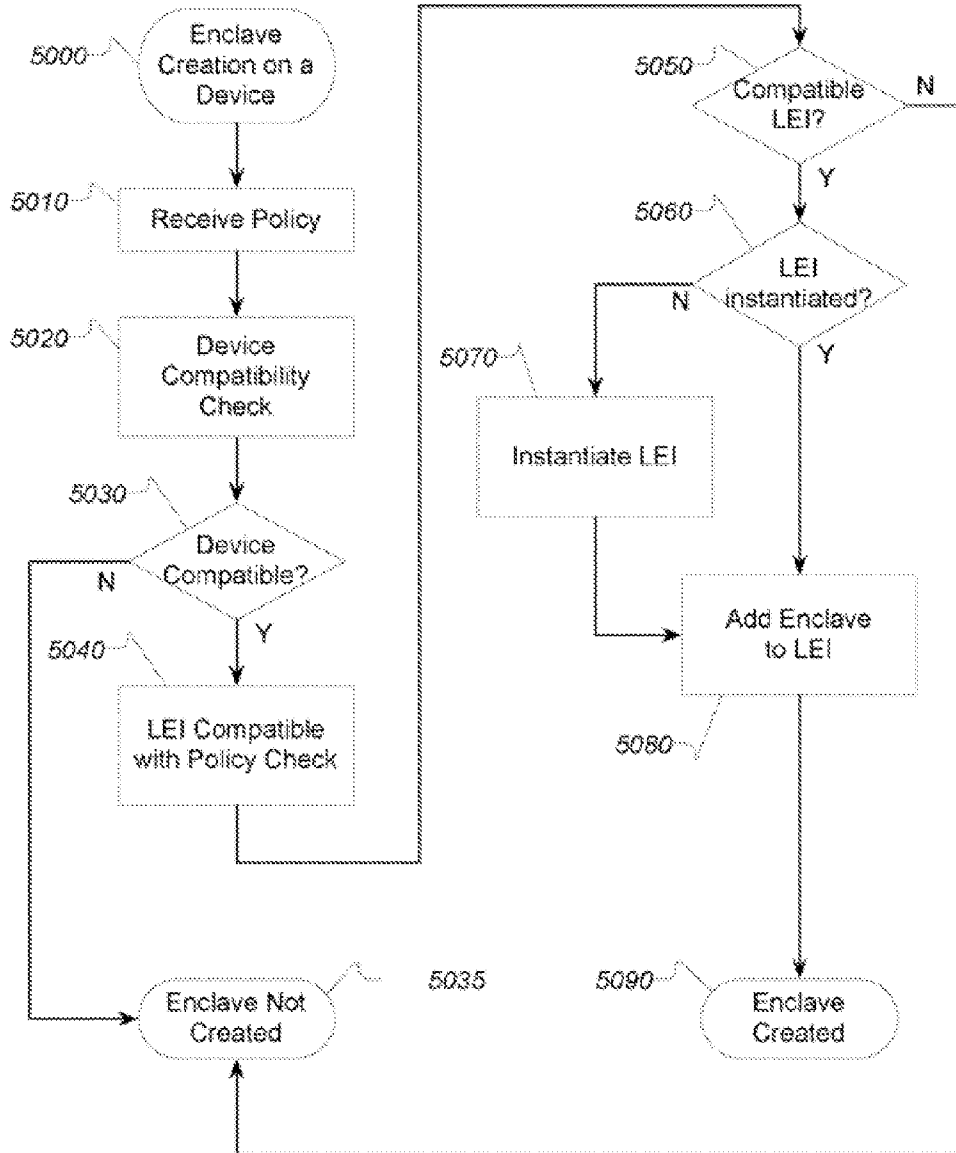 5000
Enclave
Creation on a
Device
5010
Receive Policy
5020
Device
Compatibility
Check
5030
Device
Compatible?
N
Y
5040
LEI Compatible
with Policy Check
5035
Enclave Not
Created
5050
Compatible
LEI?
N
Y
5060
LEI
instantiated?
N
Y
5070
Instantiate LEI
Add Enclave
to LEI
5080
5090
Enclave
Created